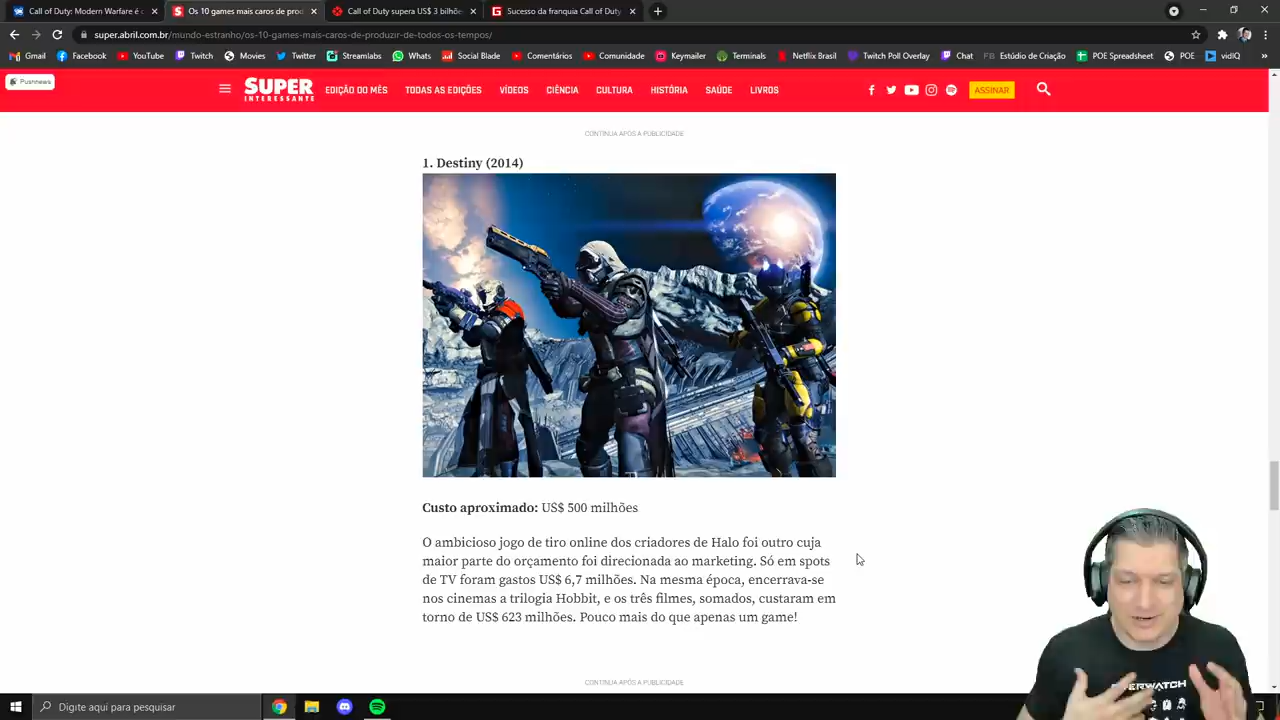 Call of Duty: Modern Warfare é c
Os 10 games mais caros de produzir
Call of Duty supera US$ 3 bilhões
Sucesso da franquia Call of Duty
super.abril.com.br/mundo-estranho/os-10-games-mais-caros-de-produzir-de-todos-os-tempos/
Gmail Facebook YouTube Twitch Movies Streamlabs Whats Super Comentários Comunidade Keymailer Terminals Netflix Brasil Twitch Poll Overlay Chat Estúdio de Criação POE Spreadsheet POE vidIQ
Pushnews
SUPER
INTERESSANTE
EDIÇÃO DO MÊS TODAS AS EDIÇÕES VÍDEOS CIÊNCIA CULTURA HISTÓRIA SAÚDE LIVROS ASSINAR
CONTINUA APÓS A PUBLICIDADE
1. Destiny (2014)
Custo aproximado: US$ 500 milhões
O ambicioso jogo de tiro online dos criadores de Halo foi outro cuja
maior parte do orçamento foi direcionada ao marketing. Só em spots
de TV foram gastos US$ 6,7 milhões. Na mesma época, encerrava-se
nos cinemas a trilogia Hobbit, e os três filmes, somados, custaram em
torno de US$ 623 milhões. Pouco mais do que apenas um game!
CONTINUA APÓS A PUBLICIDADE
Digite aqui para pesquisar